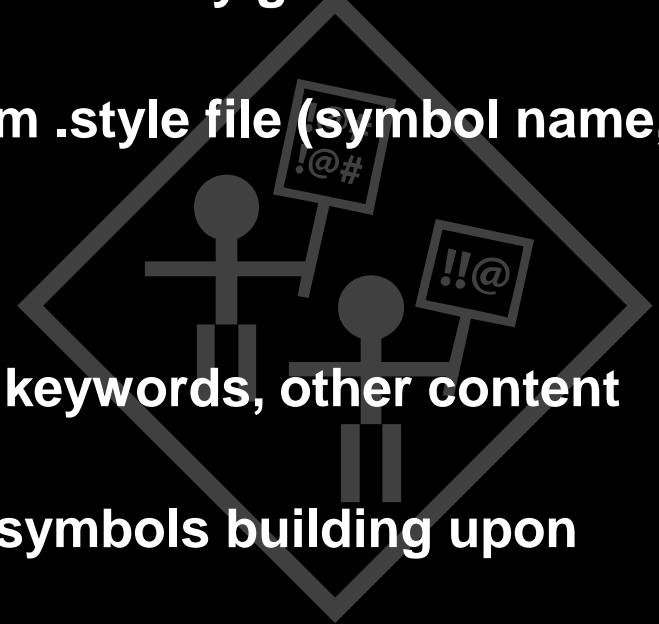 m .style file (symbol name,
!@#
!!@
keywords, other content
symbols building upon